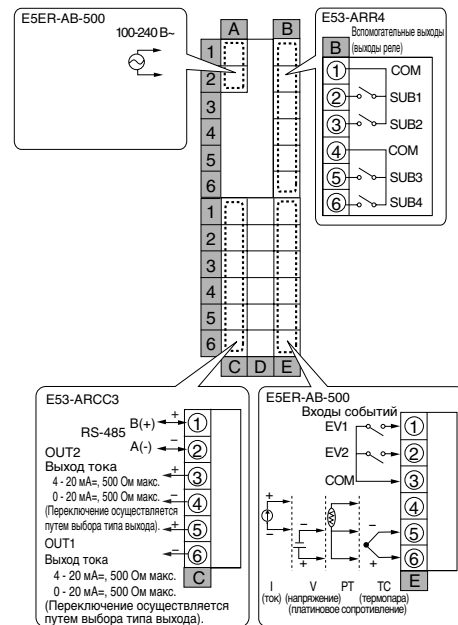 E5ER-AB-500
100-240 В~
A
B
1
2
3
4
5
6
1
2
3
4
5
6
C D E
E53-ARR4
Вспомогательные выходы
(выходы реле)
B
1 COM
2 SUB1
3 SUB2
4 COM
5 SUB3
6 SUB4
E53-ARCC3
RS-485
B(+) + 1
A(-) − 2
OUT2
Выход тока
4 - 20 мА=, 500 Ом макс.
0 - 20 мА=, 500 Ом макс.
(Переключение осуществляется
путем выбора типа выхода).
+ 3
− 4
+ 5
− 6
OUT1
Выход тока
4 - 20 мА=, 500 Ом макс.
0 - 20 мА=, 500 Ом макс.
(Переключение осуществляется
путем выбора типа выхода).
C
E5ER-AB-500
Входы событий
EV1 1
EV2 2
COM 3
4
5
6
E
+ − − + − +
I V PT TC
(ток) (напряжение) (термопара)
(платиновое сопротивление)